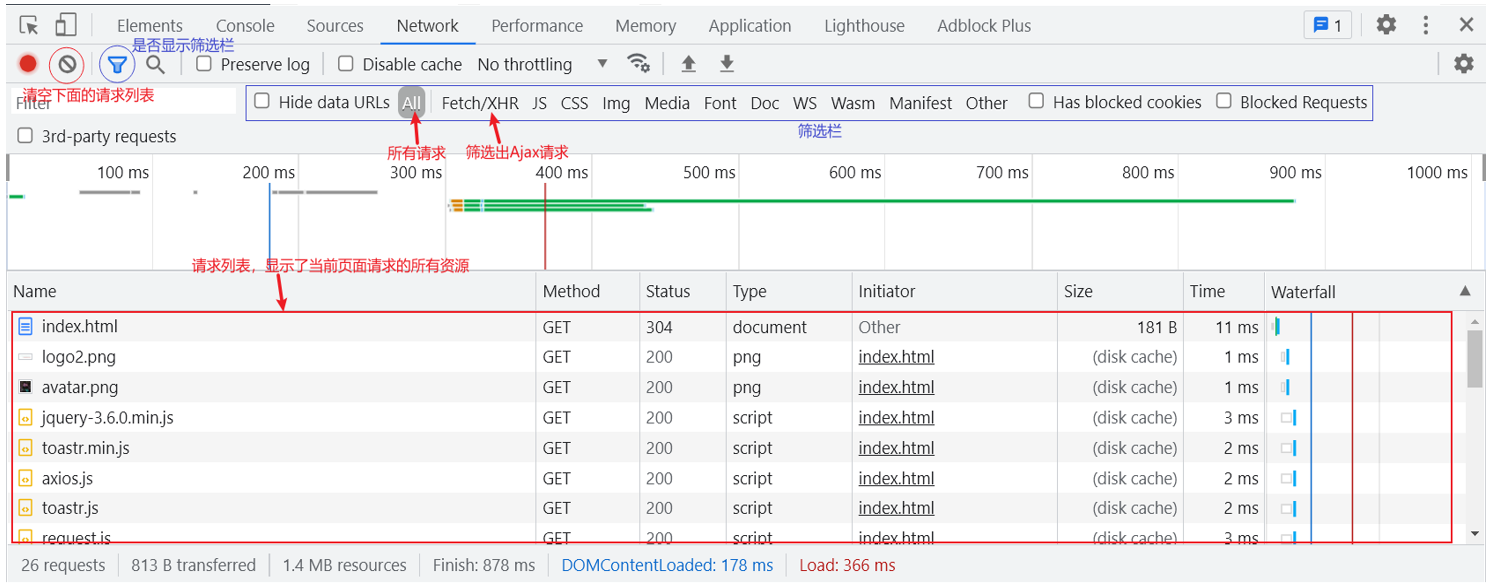 Elements Console Sources Network Performance Memory Application Lighthouse Adblock Plus 1
是否显示筛选栏
Preserve log Disable cache No throttling
Filter 清空下面的请求列表 Hide data URLs All Fetch/XHR JS CSS Img Media Font Doc WS Wasm Manifest Other Has blocked cookies Blocked Requests
筛选栏
3rd-party requests
所有请求 筛选出Ajax请求
100 ms 200 ms 300 ms 400 ms 500 ms 600 ms 700 ms 800 ms 900 ms 1000 ms
请求列表，显示了当前页面请求的所有资源
Name Method Status Type Initiator Size Time Waterfall
index.html GET 304 document Other 181 B 11 ms
logo2.png GET 200 png index.html (disk cache) 1 ms
avatar.png GET 200 png index.html (disk cache) 1 ms
jquery-3.6.0.min.js GET 200 script index.html (disk cache) 3 ms
toastr.min.js GET 200 script index.html (disk cache) 2 ms
axios.js GET 200 script index.html (disk cache) 2 ms
toastr.js GET 200 script index.html (disk cache) 2 ms
request.js GET 200 script index.html (disk cache) 3 ms
26 requests 813 B transferred 1.4 MB resources Finish: 878 ms DOMContentLoaded: 178 ms Load: 366 ms